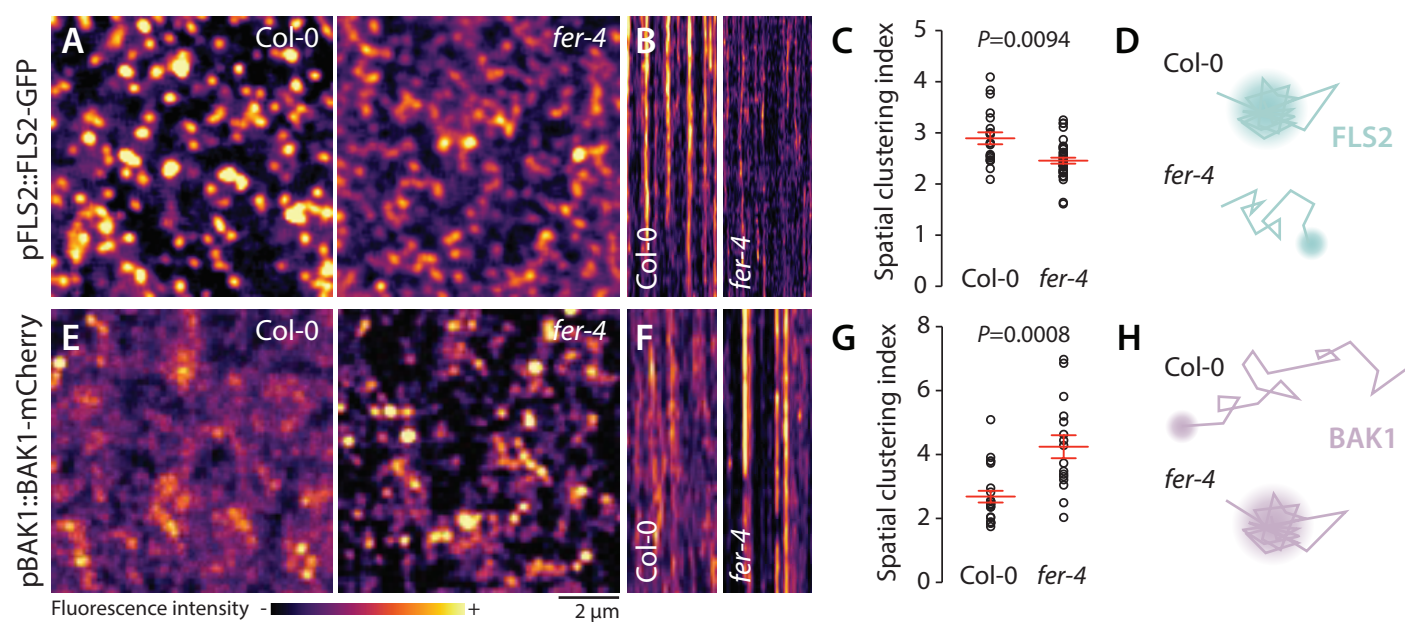 pFLS2::FLS2-GFP
A
Col-0
fer-4
B
Col-0
fer-4
C
Spatial clustering index
5
4
3
2
1
0
P=0.0094
Col-0
fer-4
D
Col-0
FLS2
fer-4
pBAK1::BAK1-mCherry
E
Col-0
fer-4
F
Col-0
fer-4
G
Spatial clustering index
8
6
4
2
0
P=0.0008
Col-0
fer-4
H
Col-0
BAK1
fer-4
Fluorescence intensity - +
2 µm